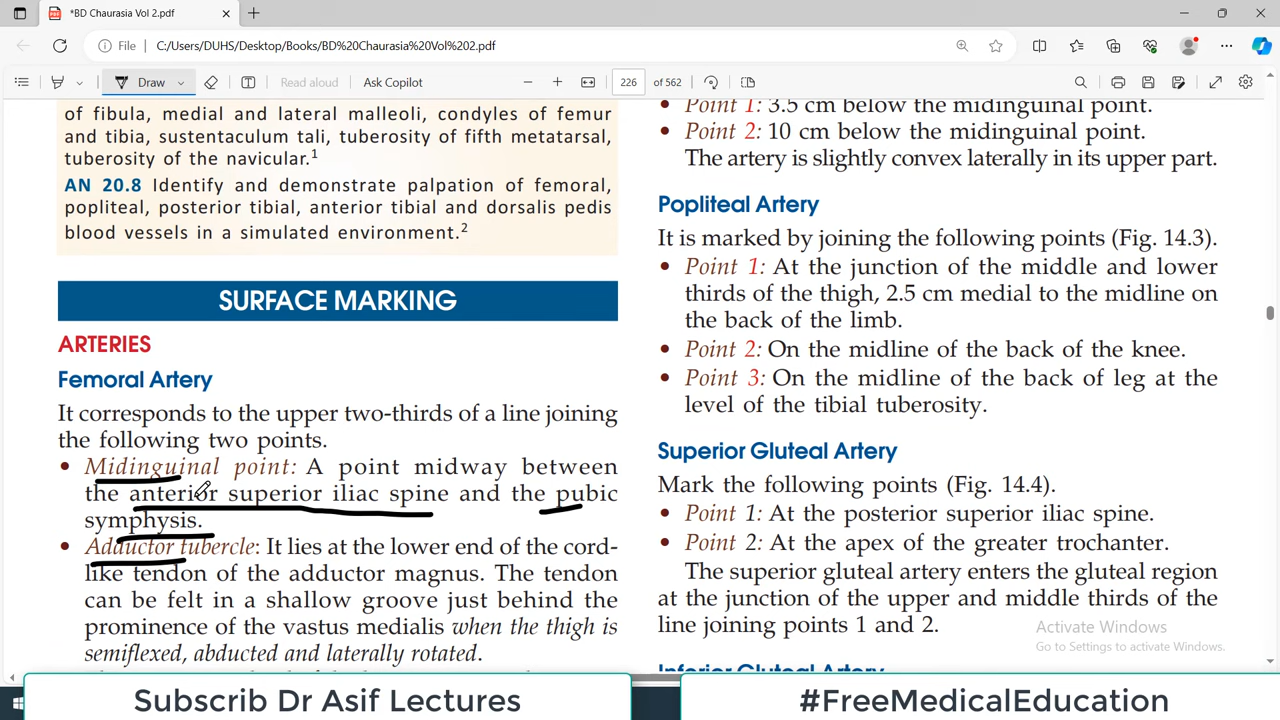 *BD Chaurasia Vol 2.pdf
File
C:/Users/DUHS/Desktop/Books/BD%20Chaurasia%20Vol%202.pdf
Draw
Read aloud
Ask Copilot
226 of 562
of fibula, medial and lateral malleoli, condyles of femur
and tibia, sustentaculum tali, tuberosity of fifth metatarsal,
tuberosity of the navicular.1
AN 20.8 Identify and demonstrate palpation of femoral,
popliteal, posterior tibial, anterior tibial and dorsalis pedis
blood vessels in a simulated environment.2
SURFACE MARKING
ARTERIES
Femoral Artery
It corresponds to the upper two-thirds of a line joining
the following two points.
• Midinguinal point: A point midway between
the anterior superior iliac spine and the pubic
symphysis.
• Adductor tubercle: It lies at the lower end of the cord-
like tendon of the adductor magnus. The tendon
can be felt in a shallow groove just behind the
prominence of the vastus medialis when the thigh is
semiflexed, abducted and laterally rotated.
• Point 1: 3.5 cm below the midinguinal point.
• Point 2: 10 cm below the midinguinal point.
The artery is slightly convex laterally in its upper part.
Popliteal Artery
It is marked by joining the following points (Fig. 14.3).
• Point 1: At the junction of the middle and lower
thirds of the thigh, 2.5 cm medial to the midline on
the back of the limb.
• Point 2: On the midline of the back of the knee.
• Point 3: On the midline of the back of leg at the
level of the tibial tuberosity.
Superior Gluteal Artery
Mark the following points (Fig. 14.4).
• Point 1: At the posterior superior iliac spine.
• Point 2: At the apex of the greater trochanter.
The superior gluteal artery enters the gluteal region
at the junction of the upper and middle thirds of the
line joining points 1 and 2.
Inferior Gluteal Artery
Activate Windows
Go to Settings to activate Windows.
Subscrib Dr Asif Lectures
#FreeMedicalEducation